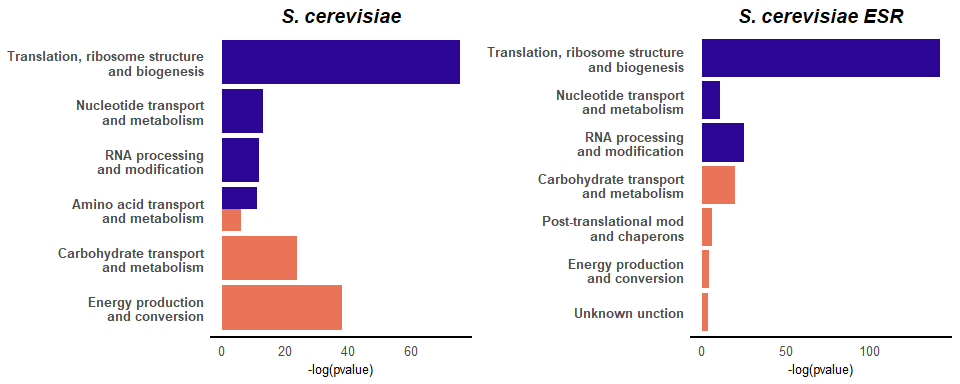 S. cerevisiae
Translation, ribosome structure
and biogenesis
Nucleotide transport
and metabolism
RNA processing
and modification
Amino acid transport
and metabolism
Carbohydrate transport
and metabolism
Energy production
and conversion
0 20 40 60
-log(pvalue)
S. cerevisiae ESR
Translation, ribosome structure
and biogenesis
Nucleotide transport
and metabolism
RNA processing
and modification
Carbohydrate transport
and metabolism
Post-translational mod
and chaperons
Energy production
and conversion
Unknown unction
0 50 100
-log(pvalue)